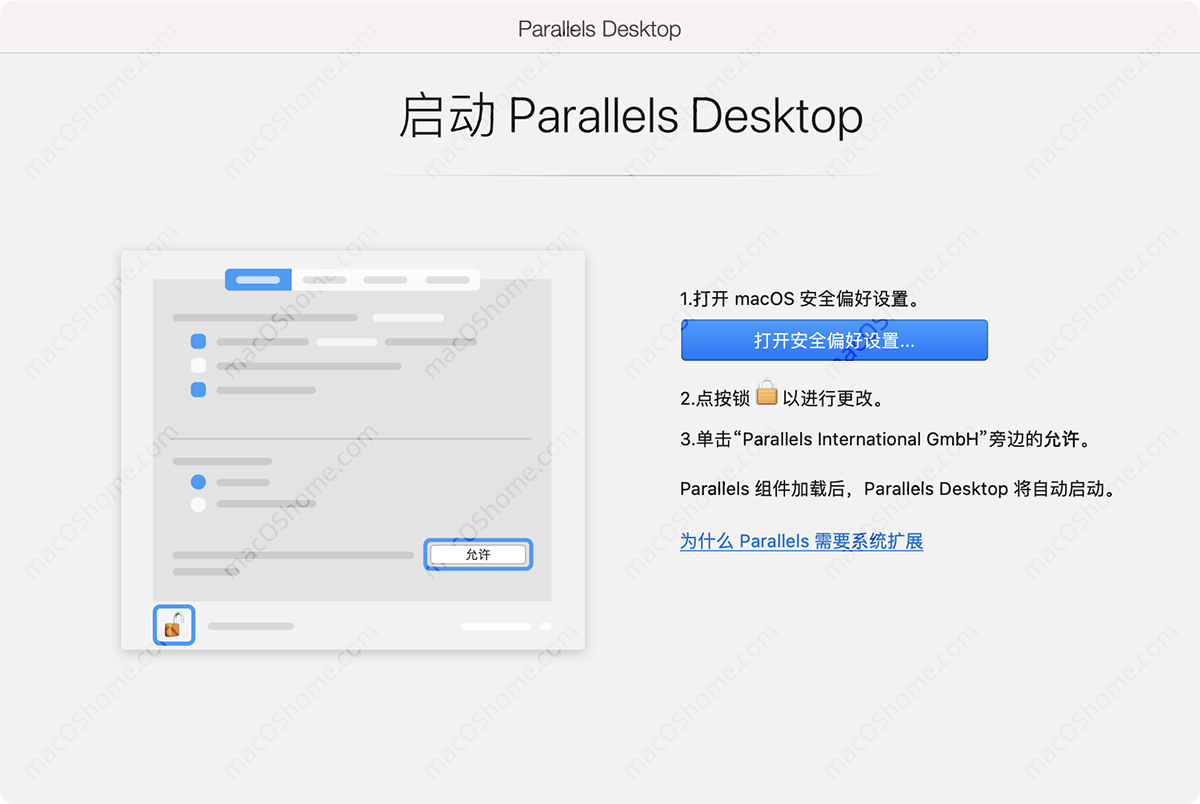 Parallels Desktop
启动 Parallels Desktop
1.打开 macOS 安全偏好设置。
打开安全偏好设置...
2.点按锁 以进行更改。
3.单击“Parallels International GmbH”旁边的允许。
Parallels 组件加载后，Parallels Desktop 将自动启动。
为什么 Parallels 需要系统扩展
允许
macOShome.com